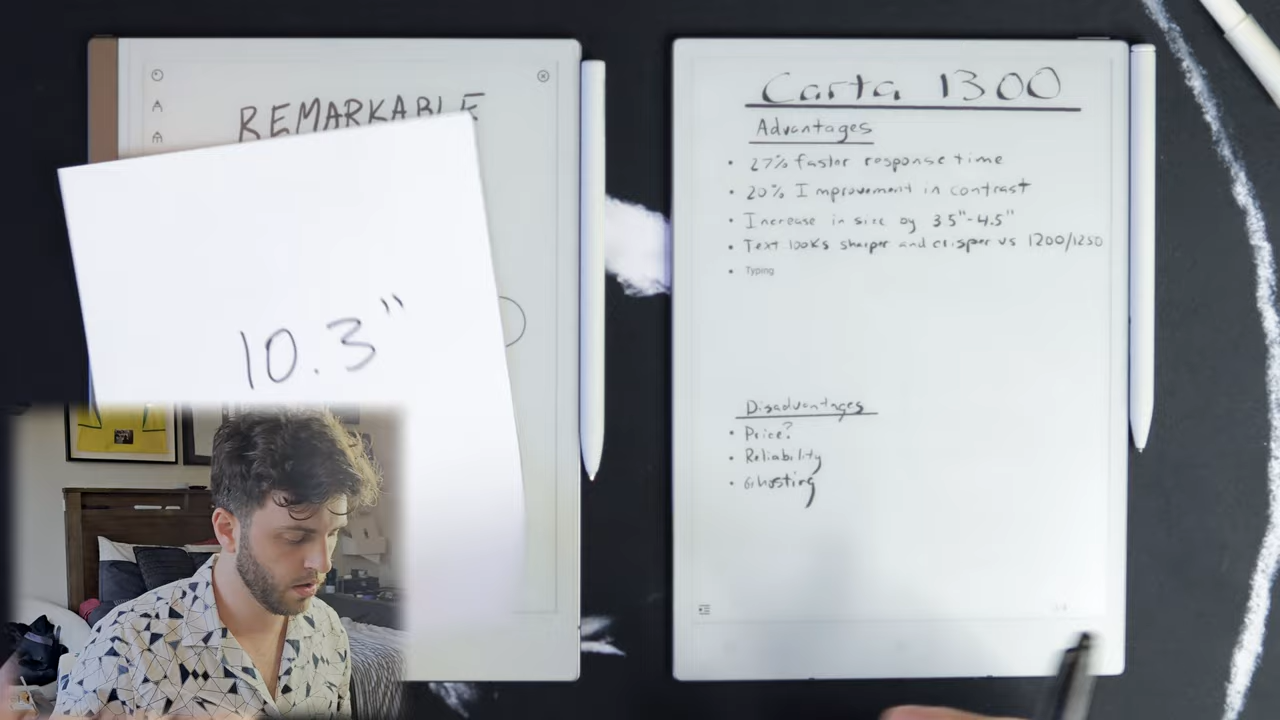 REMARKABLE
10.3"
Carta 1300
Advantages
• 27% faster response time
• 20% Improvement in contrast
• Increase in size by 3.5"-4.5"
• Text looks sharper and crisper vs 1200/1250
• Typing
Disadvantages
• Price?
• Reliability
• Ghosting